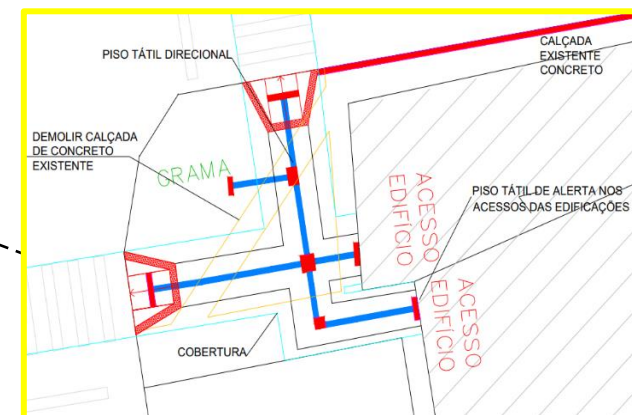 CALÇADA
EXISTENTE
CONCRETO
PISO TÁTIL DIRECIONAL
DEMOLIR CALÇADA
DE CONCRETO
EXISTENTE
GRAMA
ACESSO
EDIFÍCIO
PISO TÁTIL DE ALERTA NOS
ACESSOS DAS EDIFICAÇÕES
ACESSO
EDIFÍCIO
COBERTURA